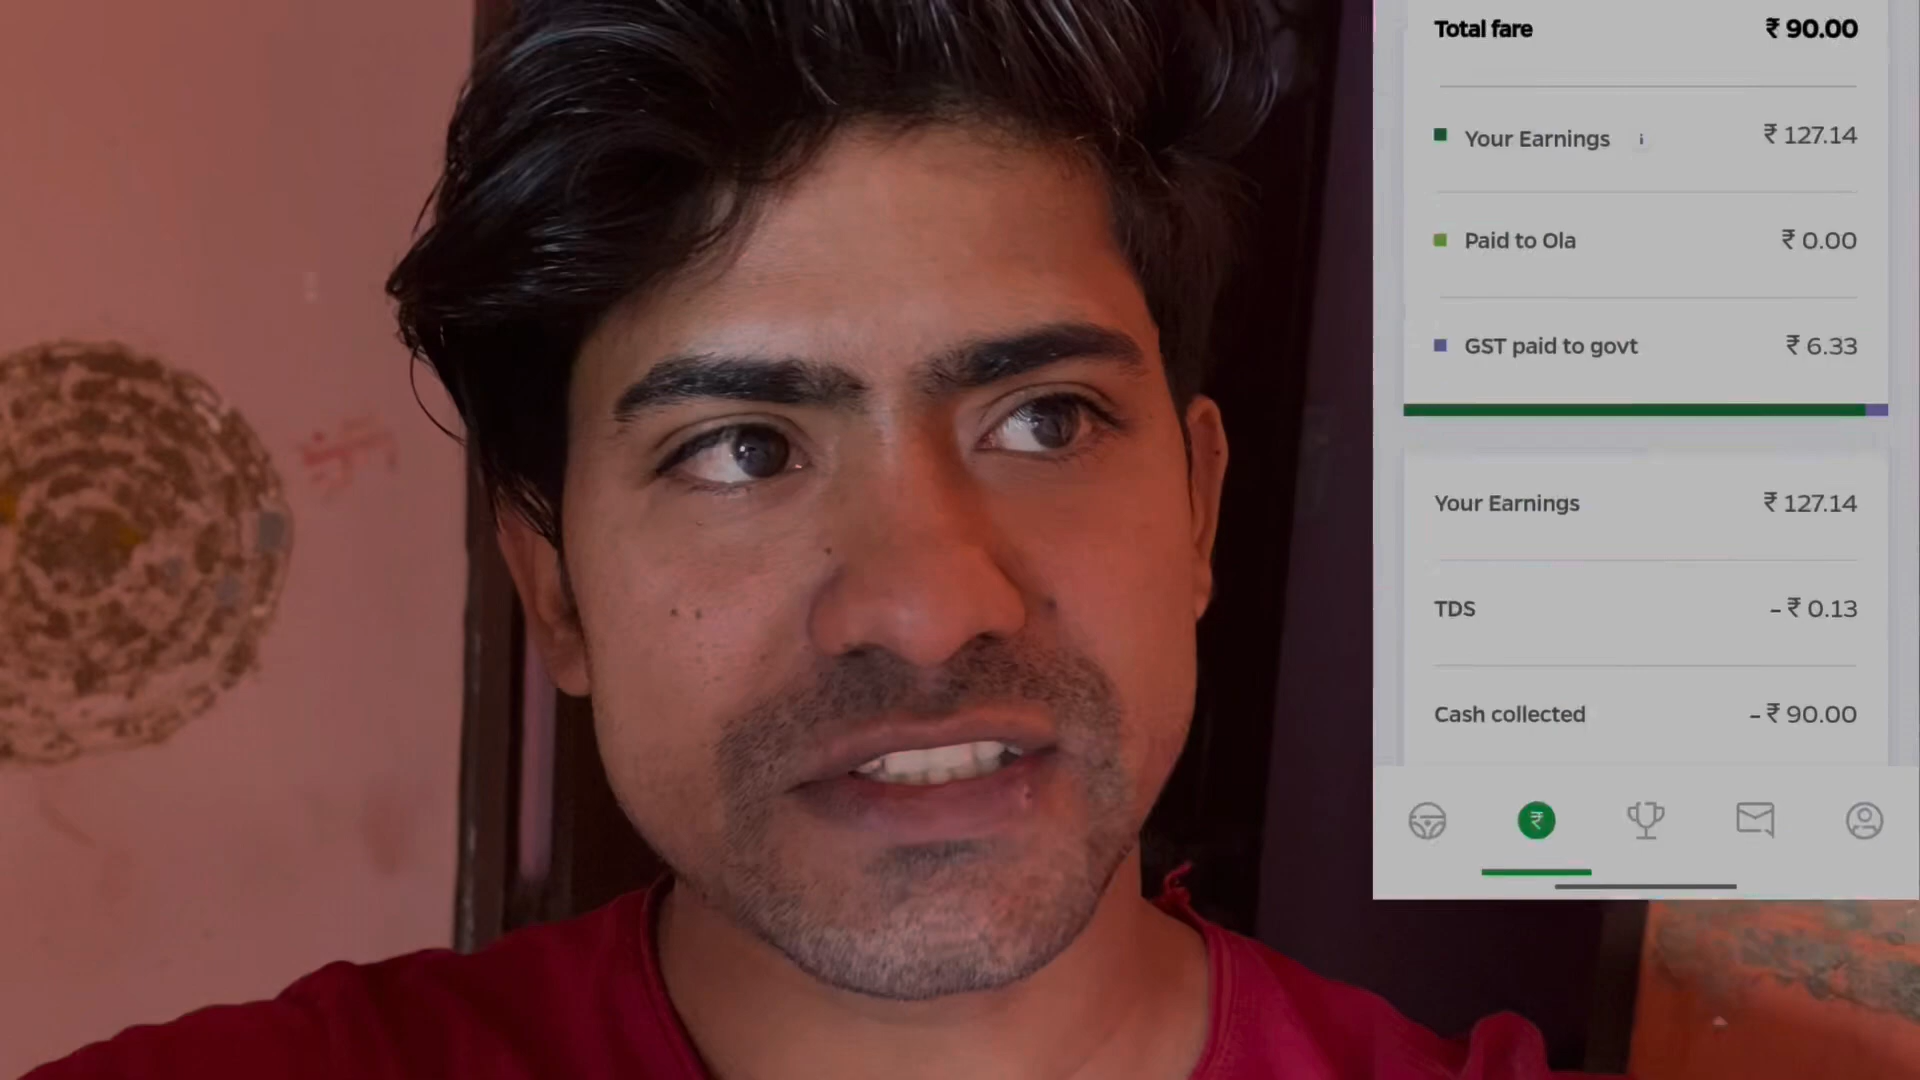 Total fare ₹ 90.00
Your Earnings i ₹ 127.14
Paid to Ola ₹ 0.00
GST paid to govt ₹ 6.33
Your Earnings ₹ 127.14
TDS - ₹ 0.13
Cash collected - ₹ 90.00
₹